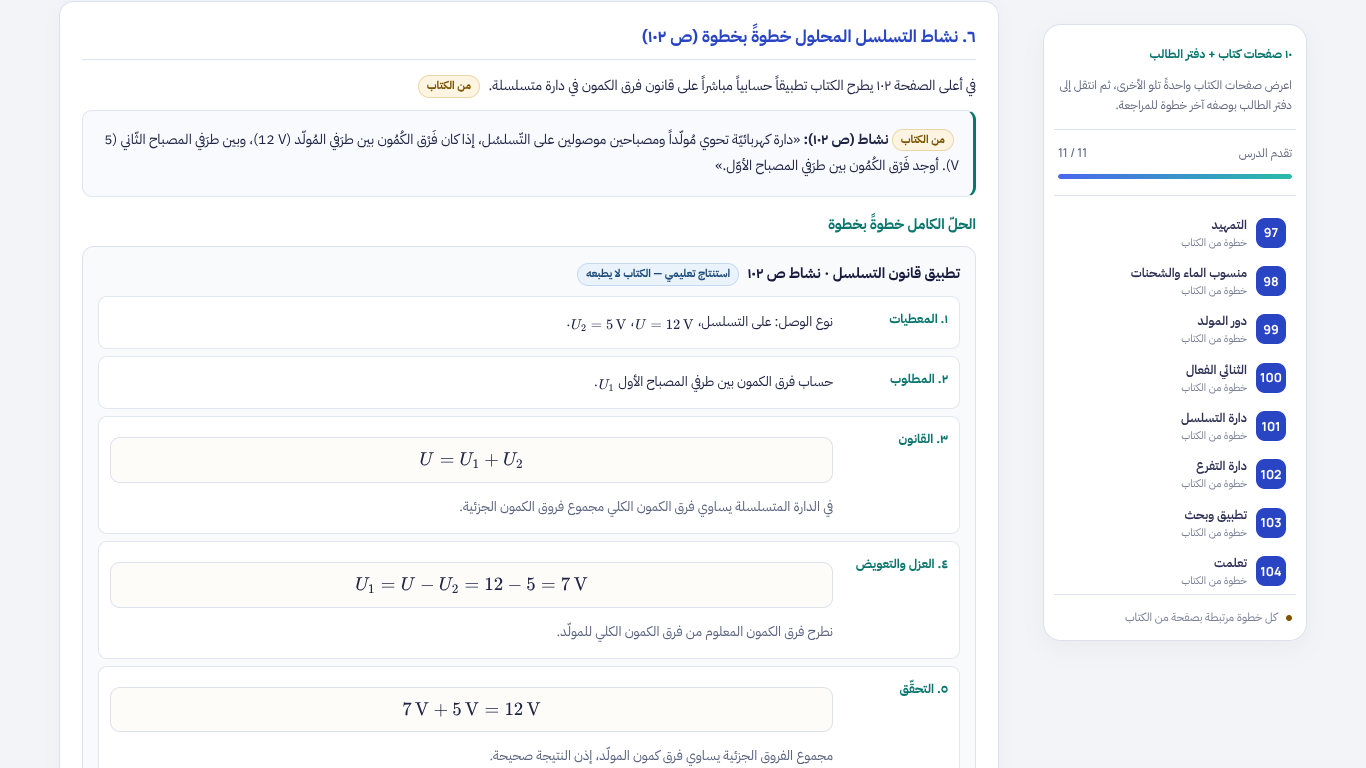 ١٠ صفحات كتاب + دفتر الطالب
اعرض صفحات الكتاب واحدةً تلو الأخرى، ثم انتقل إلى
دفتر الطالب بوصفه آخر خطوة للمراجعة.
تقدم الدرس 11 / 11
97 التمهيد
خطوة من الكتاب
98 منسوب الماء والشحنات
خطوة من الكتاب
99 دور المولد
خطوة من الكتاب
100 الثنائي الفعال
خطوة من الكتاب
101 دارة التسلسل
خطوة من الكتاب
102 دارة التفرع
خطوة من الكتاب
103 تطبيق وبحث
خطوة من الكتاب
104 تعلمت
خطوة من الكتاب
كل خطوة مرتبطة بصفحة من الكتاب
٦. نشاط التسلسل المحلول خطوةً بخطوة (ص ١٠٢)
في أعلى الصفحة ١٠٢ يطرح الكتاب تطبيقاً حسابياً مباشراً على قانون فرق الكمون في دارة متسلسلة. من الكتاب
من الكتاب نشاط (ص ١٠٢): «دارة كهربائيّة تحوي مُولّداً ومصباحين موصولين على التّسلسُل، إذا كان فَرْق الكُمُون بين طرَفي المُولّد (12 V)، وبين طرَفي المصباح الثّاني (5
V). أوجد فَرْق الكُمُون بين طرَفي المصباح الأوّل.»
الحلّ الكامل خطوةً بخطوة
تطبيق قانون التسلسل · نشاط ص ١٠٢ استنتاج تعليمي — الكتاب لا يطبعه
١. المعطيات نوع الوصل: على التسلسل، U = 12 V، U₂ = 5 V.
٢. المطلوب حساب فرق الكمون بين طرفي المصباح الأول U₁.
٣. القانون
U = U₁ + U₂
في الدارة المتسلسلة يساوي فرق الكمون الكلي مجموع فروق الكمون الجزئية.
٤. العزل والتعويض
U₁ = U − U₂ = 12 − 5 = 7 V
نطرح فرق الكمون المعلوم من فرق الكمون الكلي للمولّد.
٥. التحقّق
7 V + 5 V = 12 V
مجموع الفروق الجزئية يساوي فرق كمون المولّد، إذن النتيجة صحيحة.